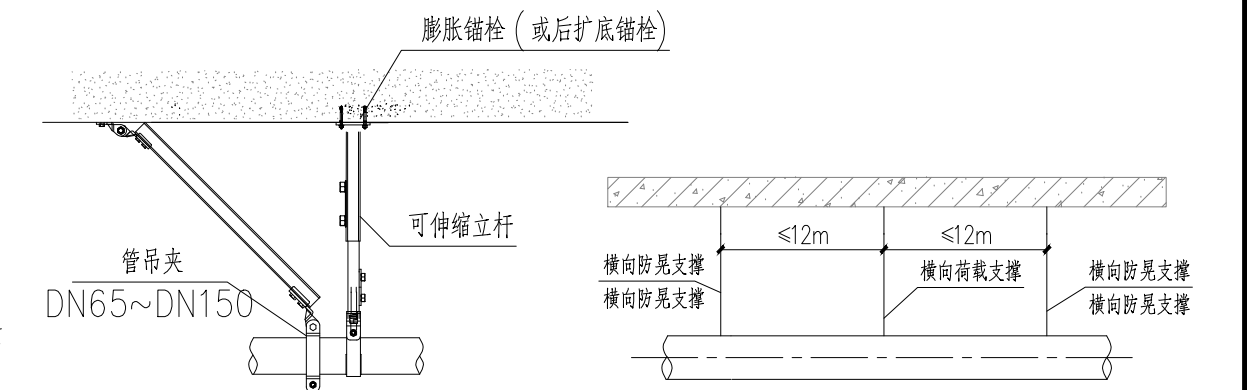 膨胀锚栓(或后扩底锚栓)
可伸缩立杆
管吊夹
DN65~DN150
≤12m
≤12m
横向防晃支撑
横向防晃支撑
横向荷载支撑
横向防晃支撑
横向防晃支撑